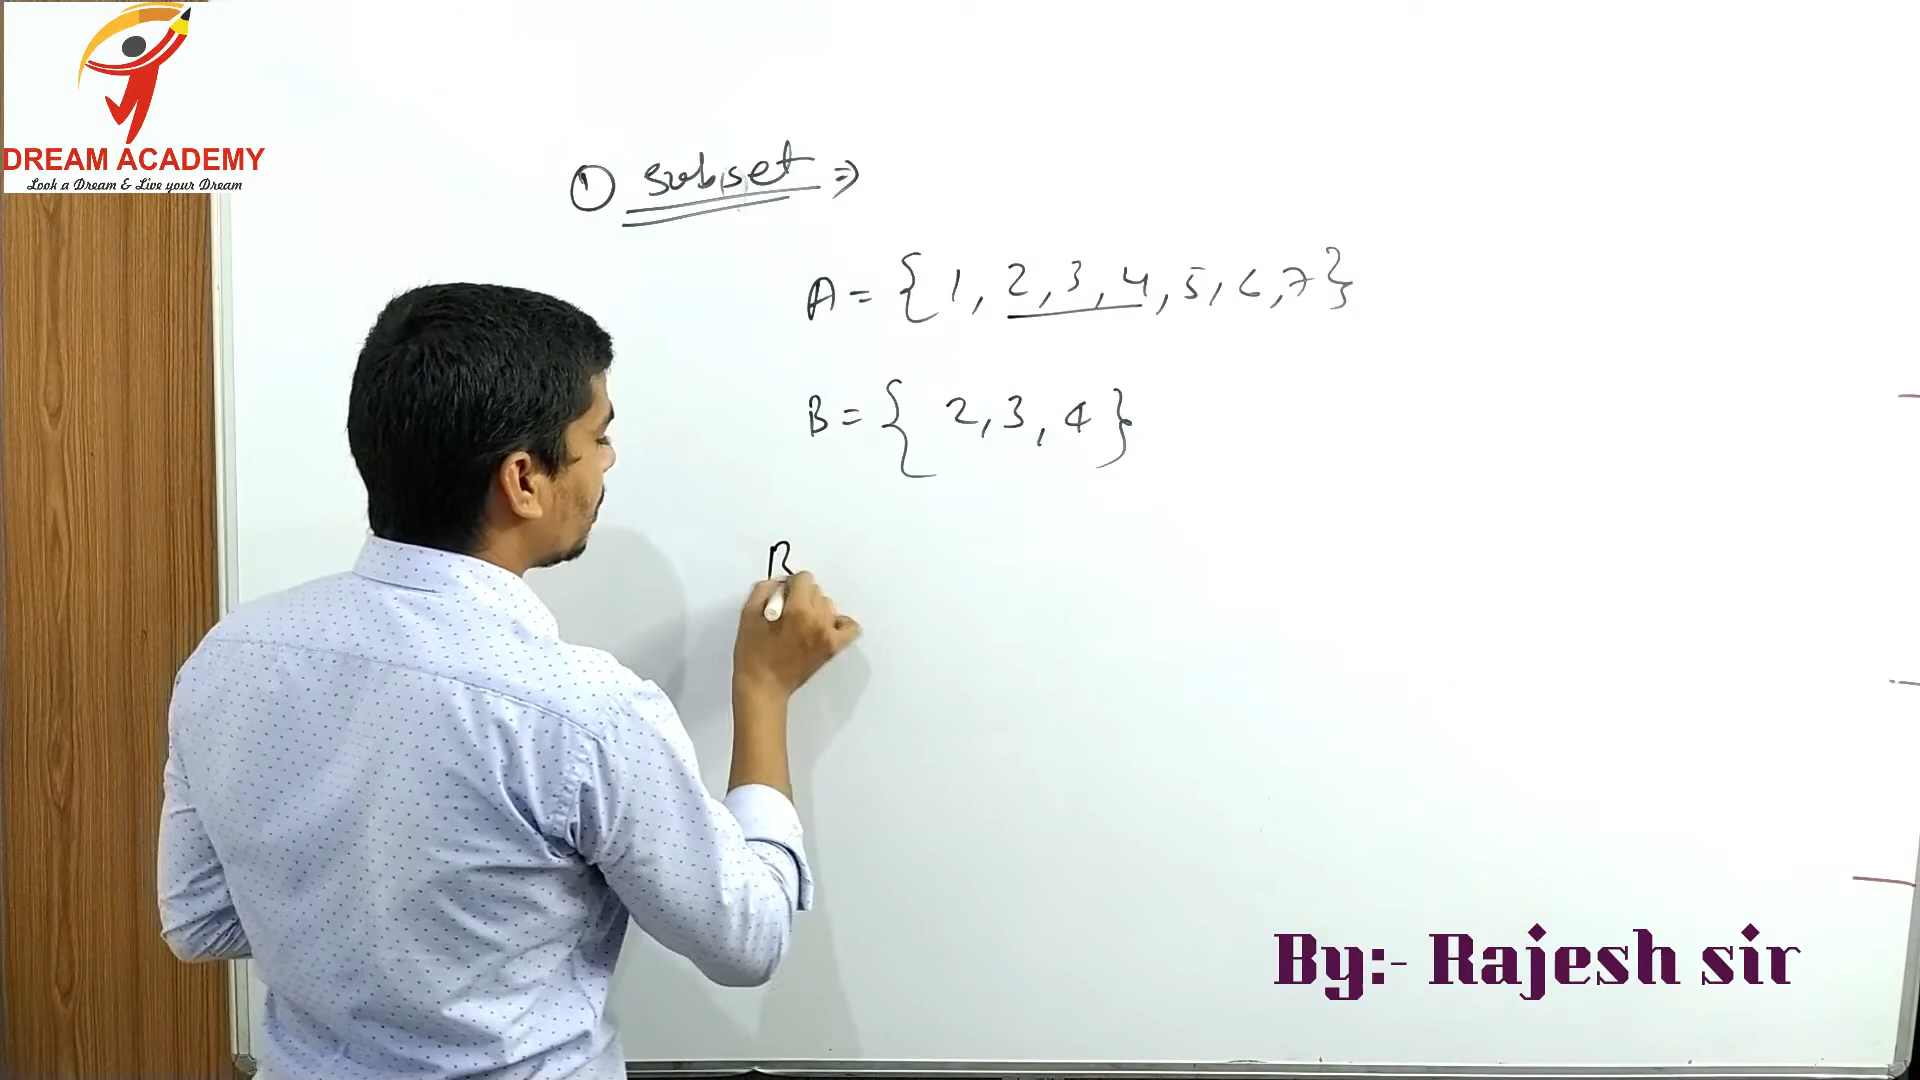 DREAM ACADEMY
Look a Dream & Live your Dream
① subset ⇒
A = { 1, 2, 3, 4, 5, 6, 7 }
B = { 2, 3, 4 }
B
By:- Rajesh sir